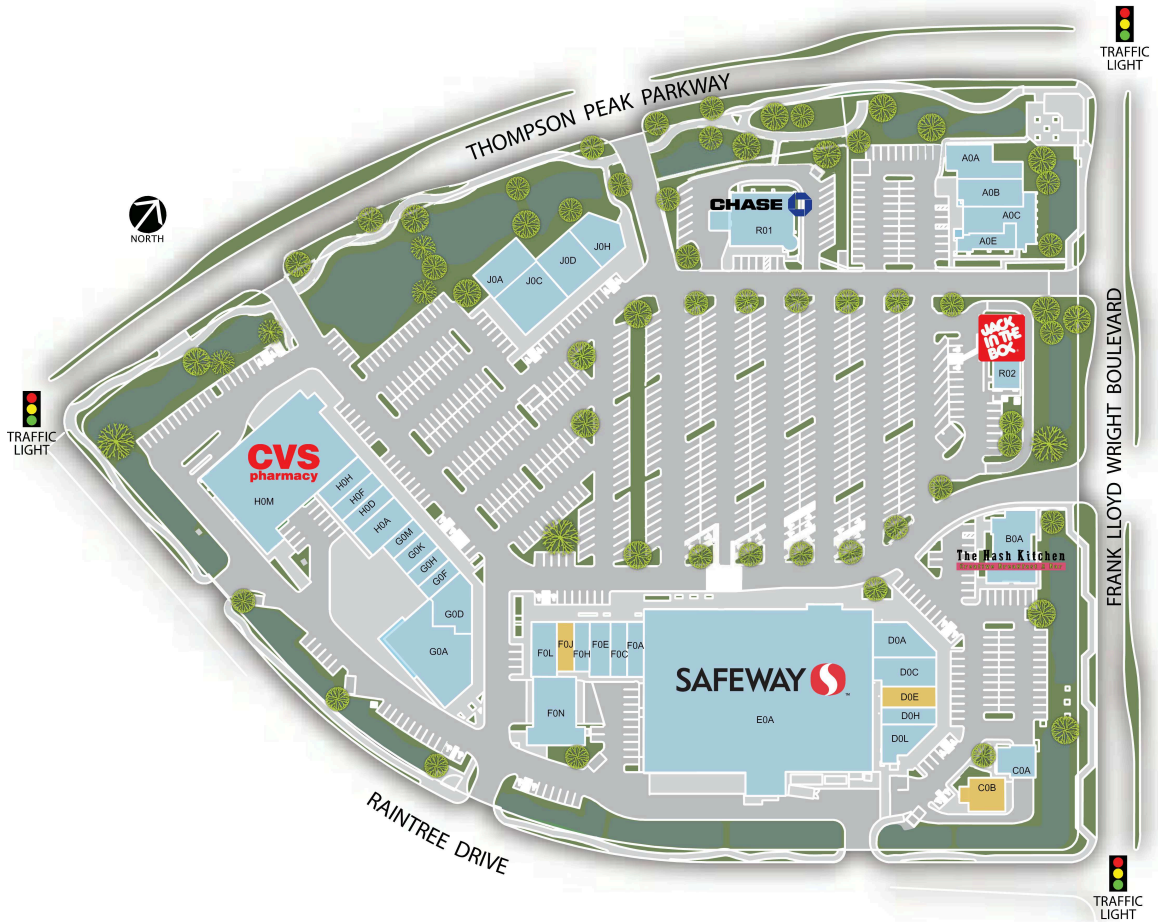 TRAFFIC
LIGHT
THOMPSON PEAK PARKWAY
NORTH
A0A
A0B
A0C
A0E
CHASE
R01
J0H
J0D
J0C
J0A
FRANK LLOYD WRIGHT BOULEVARD
JACK
IN THE
BOX
R02
TRAFFIC
LIGHT
CVS
pharmacy
H0M
H0H
H0F
H0D
H0A
G0M
G0K
G0H
G0F
G0D
G0A
B0A
The Hash Kitchen
F0L
F0J
F0H
F0E
F0C
F0A
F0N
SAFEWAY
E0A
D0A
D0C
D0E
D0H
D0L
C0A
C0B
RAINTREE DRIVE
TRAFFIC
LIGHT